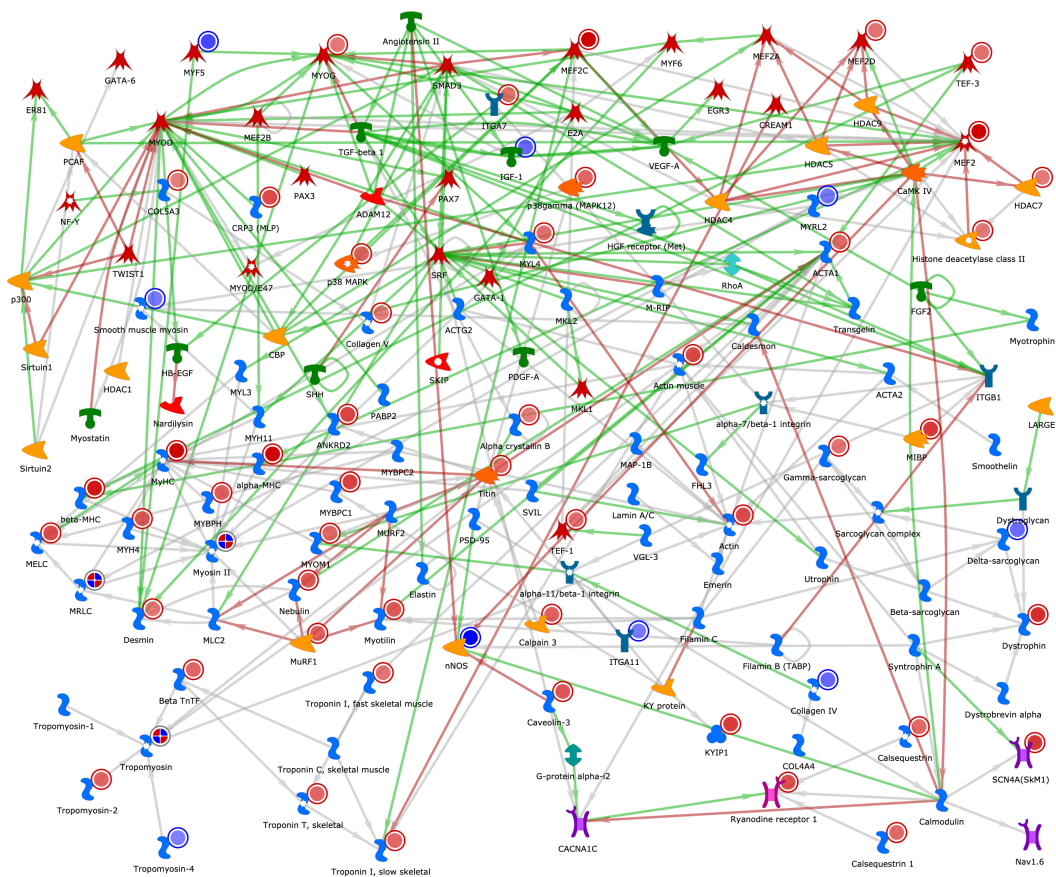 Angiotensin II
GATA-6
MYF5
MYOG
SMAD3
MEF2C
MYF6
MEF2A
MEF2D
TEF-3
ER81
PCAF
MYOD
MEF2B
ITGA7
E2A
EGR3
CREAM1
HDAC9
TGF-beta 1
IGF-1
VEGF-A
HDAC5
MEF2
NF-Y
COL5A3
CRP3 (MLP)
PAX3
ADAM12
PAX7
p38gamma (MAPK12)
HDAC4
CaMK IV
HDAC7
MYRL2
HGF receptor (Met)
Histone deacetylase class II
TWIST1
MYOD/E47
p38 MAPK
SRF
MYL4
GATA-1
RhoA
ACTA1
p300
Smooth muscle myosin
Collagen V
ACTG2
MKL2
M-RIP
Transgelin
FGF2
Myotrophin
CBP
Caldesmon
Sirtuin1
HDAC1
HB-EGF
MYL3
SHH
SKIP
PDGF-A
Actin muscle
ACTA2
ITGB1
Myostatin
Nardilysin
MYH11
PABP2
MKL1
alpha-7/beta-1 integrin
LARGE
ANKRD2
Alpha crystallin B
MIBP
Smoothelin
Sirtuin2
MyHC
alpha-MHC
MYBPC2
MAP-1B
FHL3
Gamma-sarcoglycan
Titin
beta-MHC
MYBPH
MYBPC1
MURF2
SVIL
Lamin A/C
Dystroglycan
PSD-95
Sarcoglycan complex
MELC
MYH4
Myosin II
MYOM1
TEF-1
VGL-3
Actin
Delta-sarcoglycan
Emerin
Utrophin
MRLC
Nebulin
Elastin
alpha-11/beta-1 integrin
Beta-sarcoglycan
Desmin
MLC2
Myotilin
Calpain 3
Filamin C
Dystrophin
MuRF1
nNOS
ITGA11
Filamin B (TABP)
Syntrophin A
Beta TnTF
Troponin I, fast skeletal muscle
KY protein
Collagen IV
Dystrobrevin alpha
Tropomyosin-1
Caveolin-3
KYIP1
COL4A4
Calsequestrin
Tropomyosin
Troponin C, skeletal muscle
G-protein alpha-i2
SCN4A(SkM1)
Tropomyosin-2
Troponin T, skeletal
Ryanodine receptor 1
Calmodulin
CACNA1C
Nav1.6
Tropomyosin-4
Troponin I, slow skeletal
Calsequestrin 1